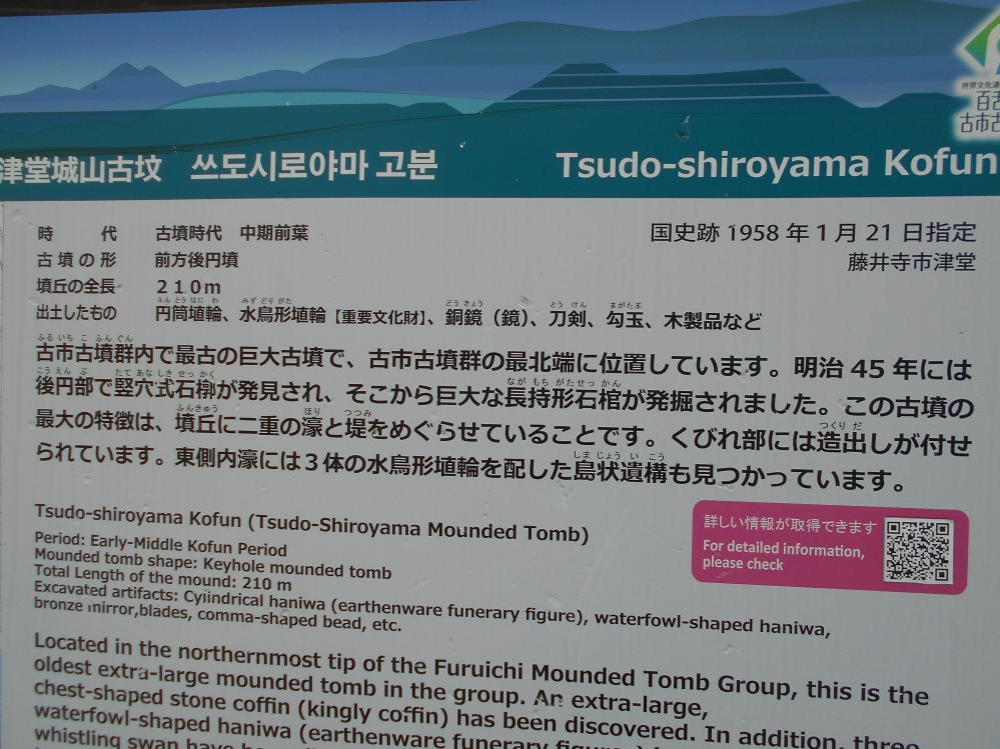 世界文化遺
百舌
古市古
津堂城山古坟 쓰도시로야마 고분 Tsudo-shiroyama Kofun
時代 古墳時代 中期前葉
国史跡 1958 年 1 月 21 日指定
古墳の形 前方後円墳
藤井寺市津堂
墳丘の全長 210m
出土したもの 円筒埴輪、水鳥形埴輪【重要文化財】、銅鏡(鏡)、刀剣、勾玉、木製品など
古市古墳群内で最古の巨大古墳で、古市古墳群の最北端に位置しています。明治 45 年には
後円部で竪穴式石槨が発見され、そこから巨大な長持形石棺が発掘されました。この古墳の
最大の特徴は、墳丘に二重の濠と堤をめぐらせていることです。くびれ部には造出しが付せ
られています。東側内濠には3体の水鳥形埴輪を配した島状遺構も見つかっています。
詳しい情報が取得できます
For detailed information,
please check
Tsudo-shiroyama Kofun (Tsudo-Shiroyama Mounded Tomb)
Period: Early-Middle Kofun Period
Mounded tomb shape: Keyhole mounded tomb
Total Length of the mound: 210 m
Excavated artifacts: Cylindrical haniwa (earthenware funerary figure), waterfowl-shaped haniwa,
bronze mirror,blades, comma-shaped bead, etc.
Located in the northernmost tip of the Furuichi Mounded Tomb Group, this is the
oldest extra-large mounded tomb in the group. An extra-large,
chest-shaped stone coffin (kingly coffin) has been discovered. In addition, three
waterfowl-shaped haniwa (earthenware funerary figure
whistling swan have